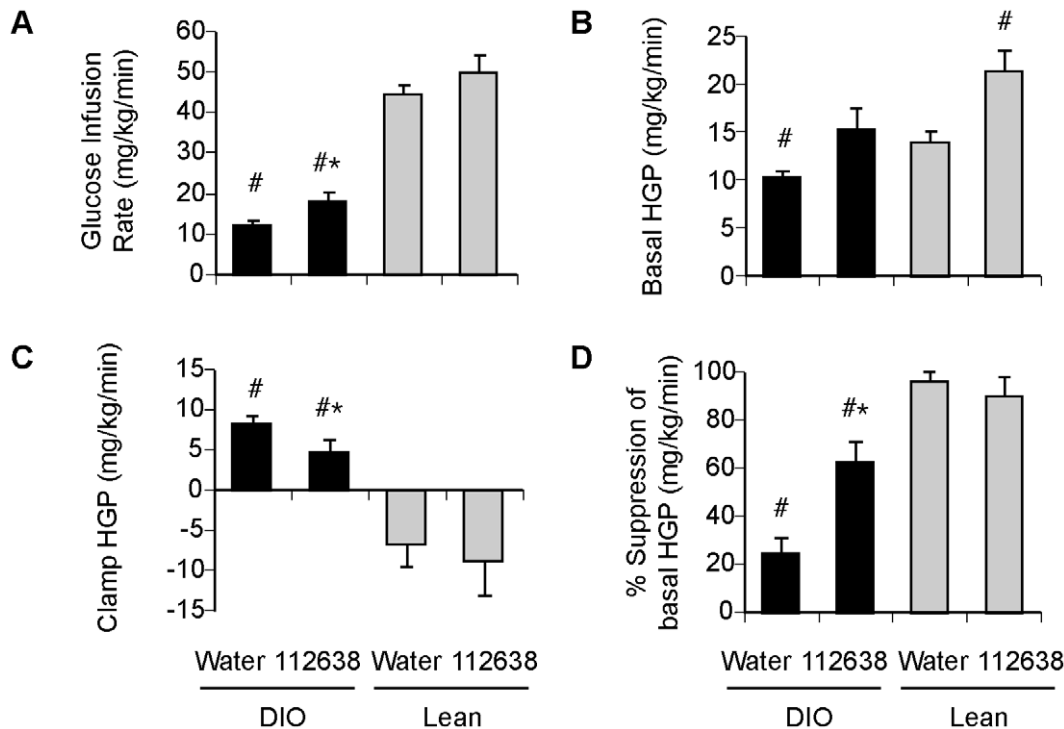 A
Glucose Infusion
Rate (mg/kg/min)
60
50
40
30
20
10
0
#
#*
B
Basal HGP (mg/kg/min)
25
20
15
10
5
0
#
#
C
Clamp HGP (mg/kg/min)
15
10
5
0
-5
-10
-15
#
#*
D
% Suppression of
basal HGP (mg/kg/min)
100
80
60
40
20
0
#
#*
Water 112638 Water 112638
DIO Lean
Water 112638 Water 112638
DIO Lean